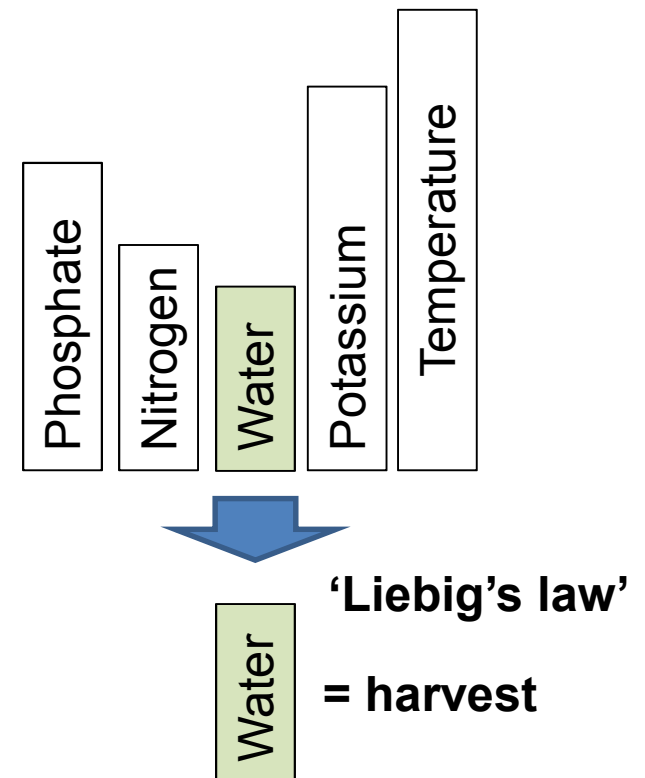 Phosphate
Nitrogen
Water
Potassium
Temperature
‘Liebig’s law’
Water
= harvest